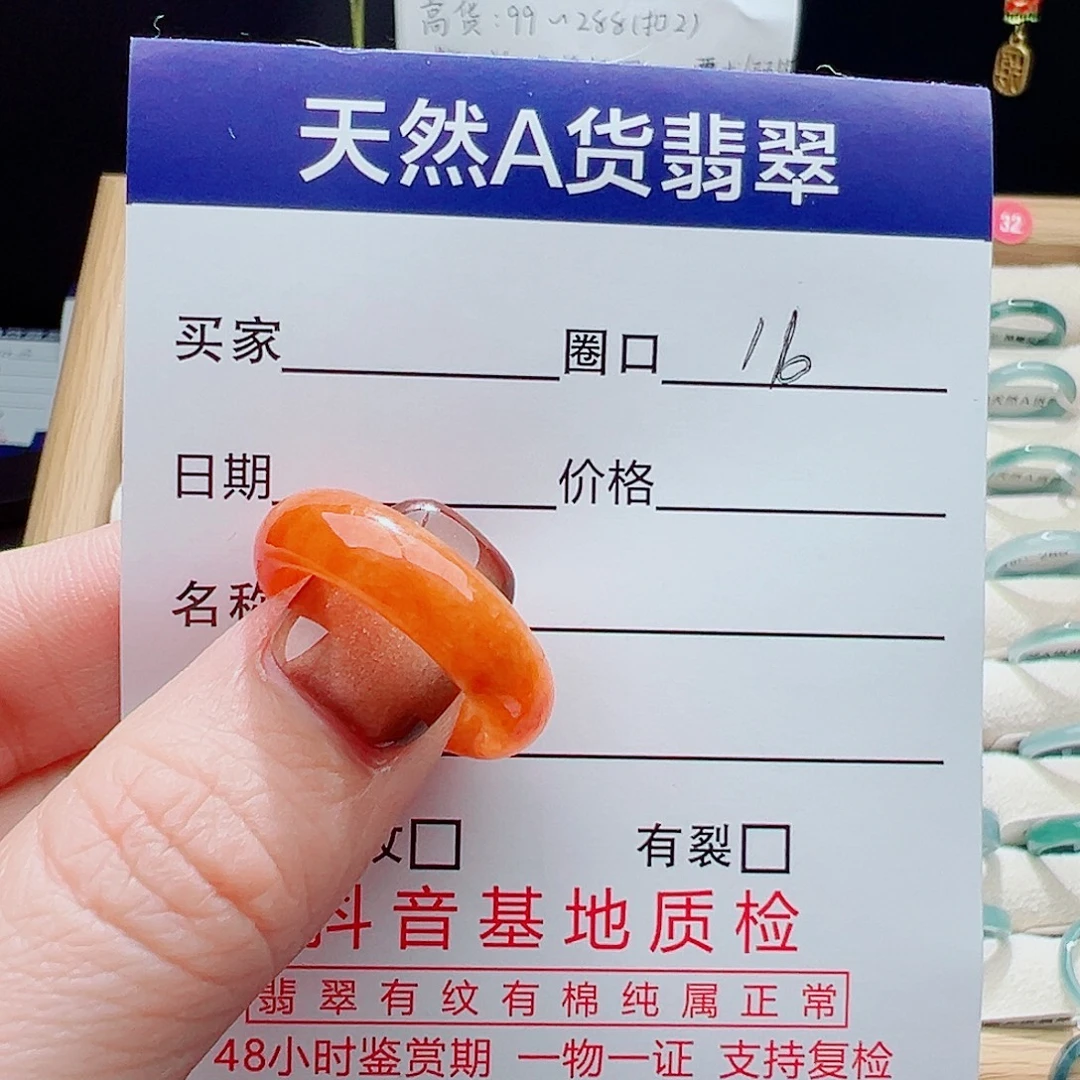 高货:99~288(扣2)
天然A货翡翠
32
买家 圈口 16
日期 价格
名称
有裂
抖音基地质检
翡翠有纹有棉纯属正常
48小时鉴赏期 一物一证 支持复检